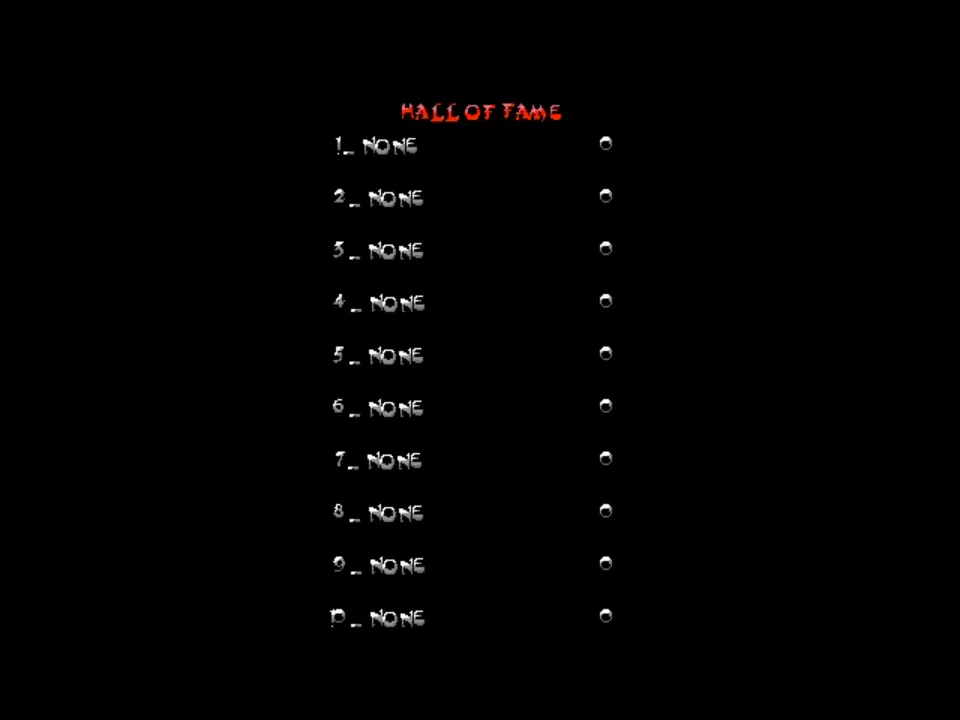 HALL OF FAME
1_ NONE 0
2_ NONE 0
3_ NONE 0
4_ NONE 0
5_ NONE 0
6_ NONE 0
7_ NONE 0
8_ NONE 0
9_ NONE 0
10_ NONE 0